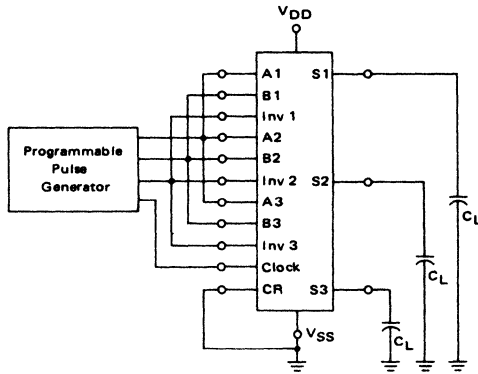 VDD
A1
S1
B1
Inv 1
A2
B2
Inv 2
S2
A3
B3
Inv 3
Clock
CR
S3
Programmable
Pulse
Generator
CL
CL
CL
VSS